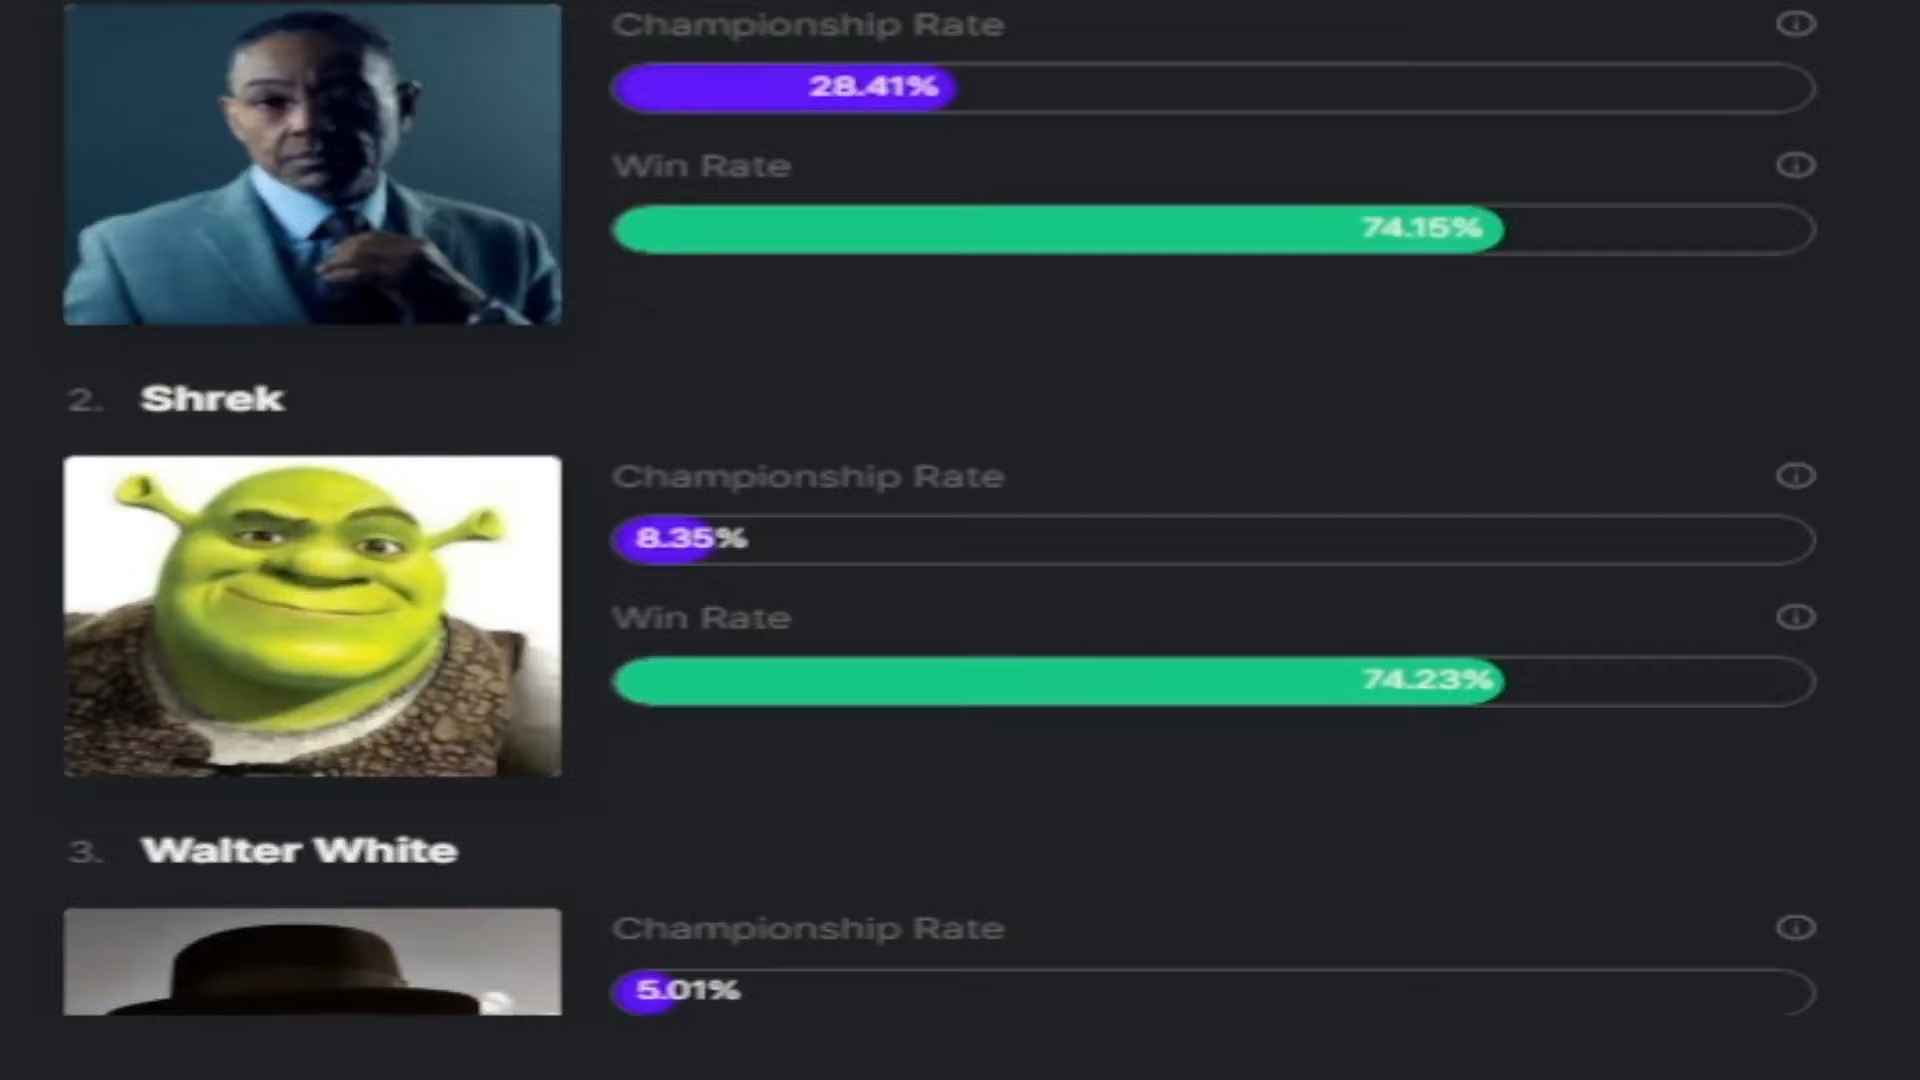 Championship Rate
28.41%
Win Rate
74.15%
2. Shrek
Championship Rate
8.35%
Win Rate
74.23%
3. Walter White
Championship Rate
5.01%